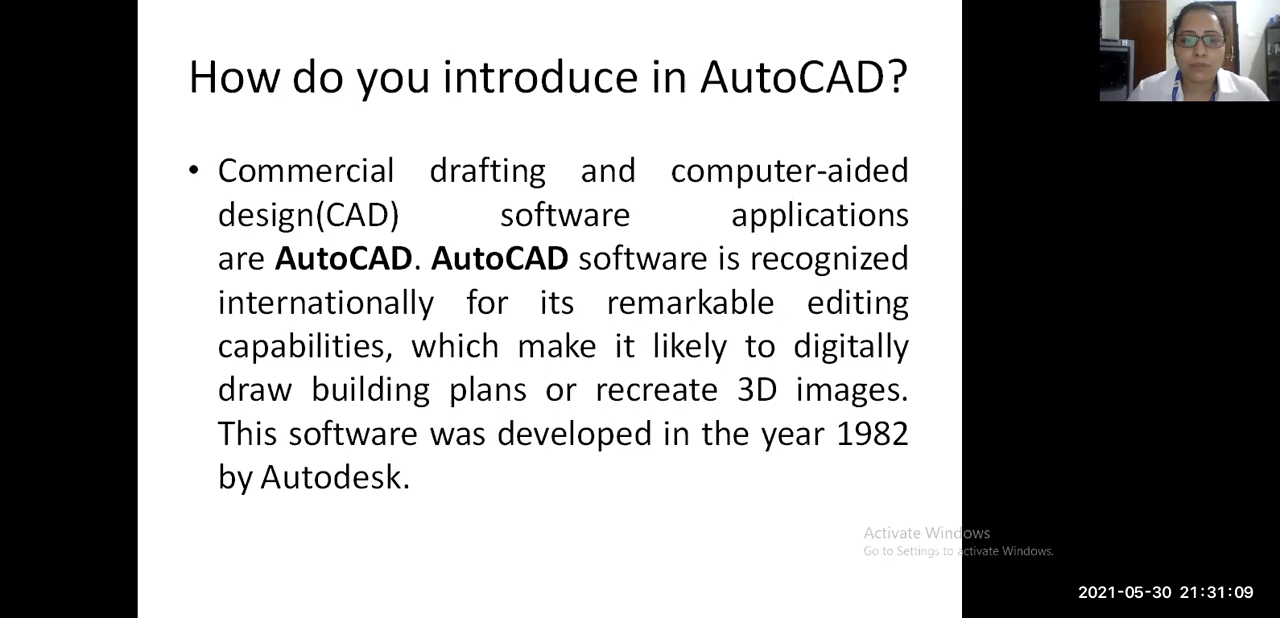 How do you introduce in AutoCAD?
• Commercial drafting and computer-aided
design(CAD) software applications
are AutoCAD. AutoCAD software is recognized
internationally for its remarkable editing
capabilities, which make it likely to digitally
draw building plans or recreate 3D images.
This software was developed in the year 1982
by Autodesk.
Activate Windows
Go to Settings to activate Windows.
2021-05-30 21:31:09